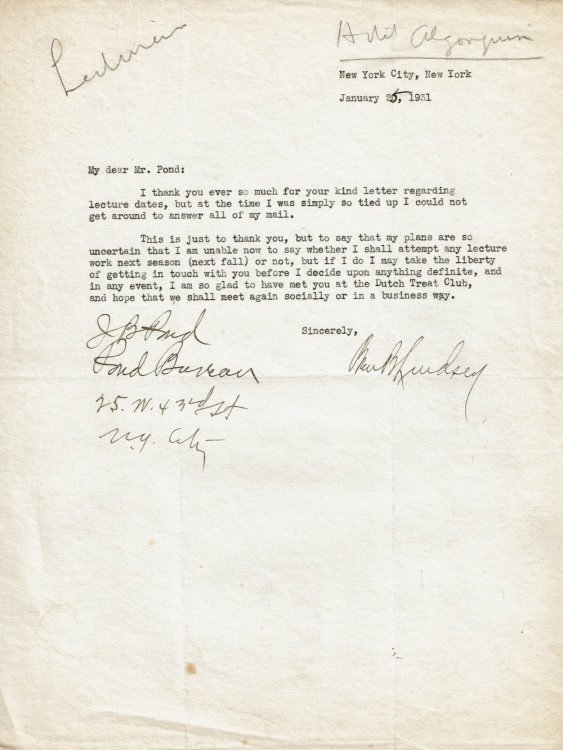 Hotel Algonquin
New York City, New York
January 25, 1931
My dear Mr. Pond:
I thank you ever so much for your kind letter regarding
lecture dates, but at the time I was simply so tied up I could not
get around to answer all of my mail.
This is just to thank you, but to say that my plans are so
uncertain that I am unable now to say whether I shall attempt any lecture
work next season (next fall) or not, but if I do I may take the liberty
of getting in touch with you before I decide upon anything definite, and
in any event, I am so glad to have met you at the Dutch Treat Club,
and hope that we shall meet again socially or in a business way.
Sincerely,
Ben B Lindsey
J B Pond
Pond Bureau
25. W. 43rd St
N.Y. City